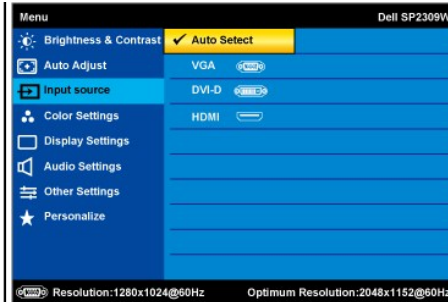 Menu Dell SP2309W
Brightness & Contrast
Auto Adjust
Input source
Color Settings
Display Settings
Audio Settings
Other Settings
Personalize
✓ Auto Select
VGA
DVI-D
HDMI
Resolution:1280x1024@60Hz Optimum Resolution:2048x1152@60Hz